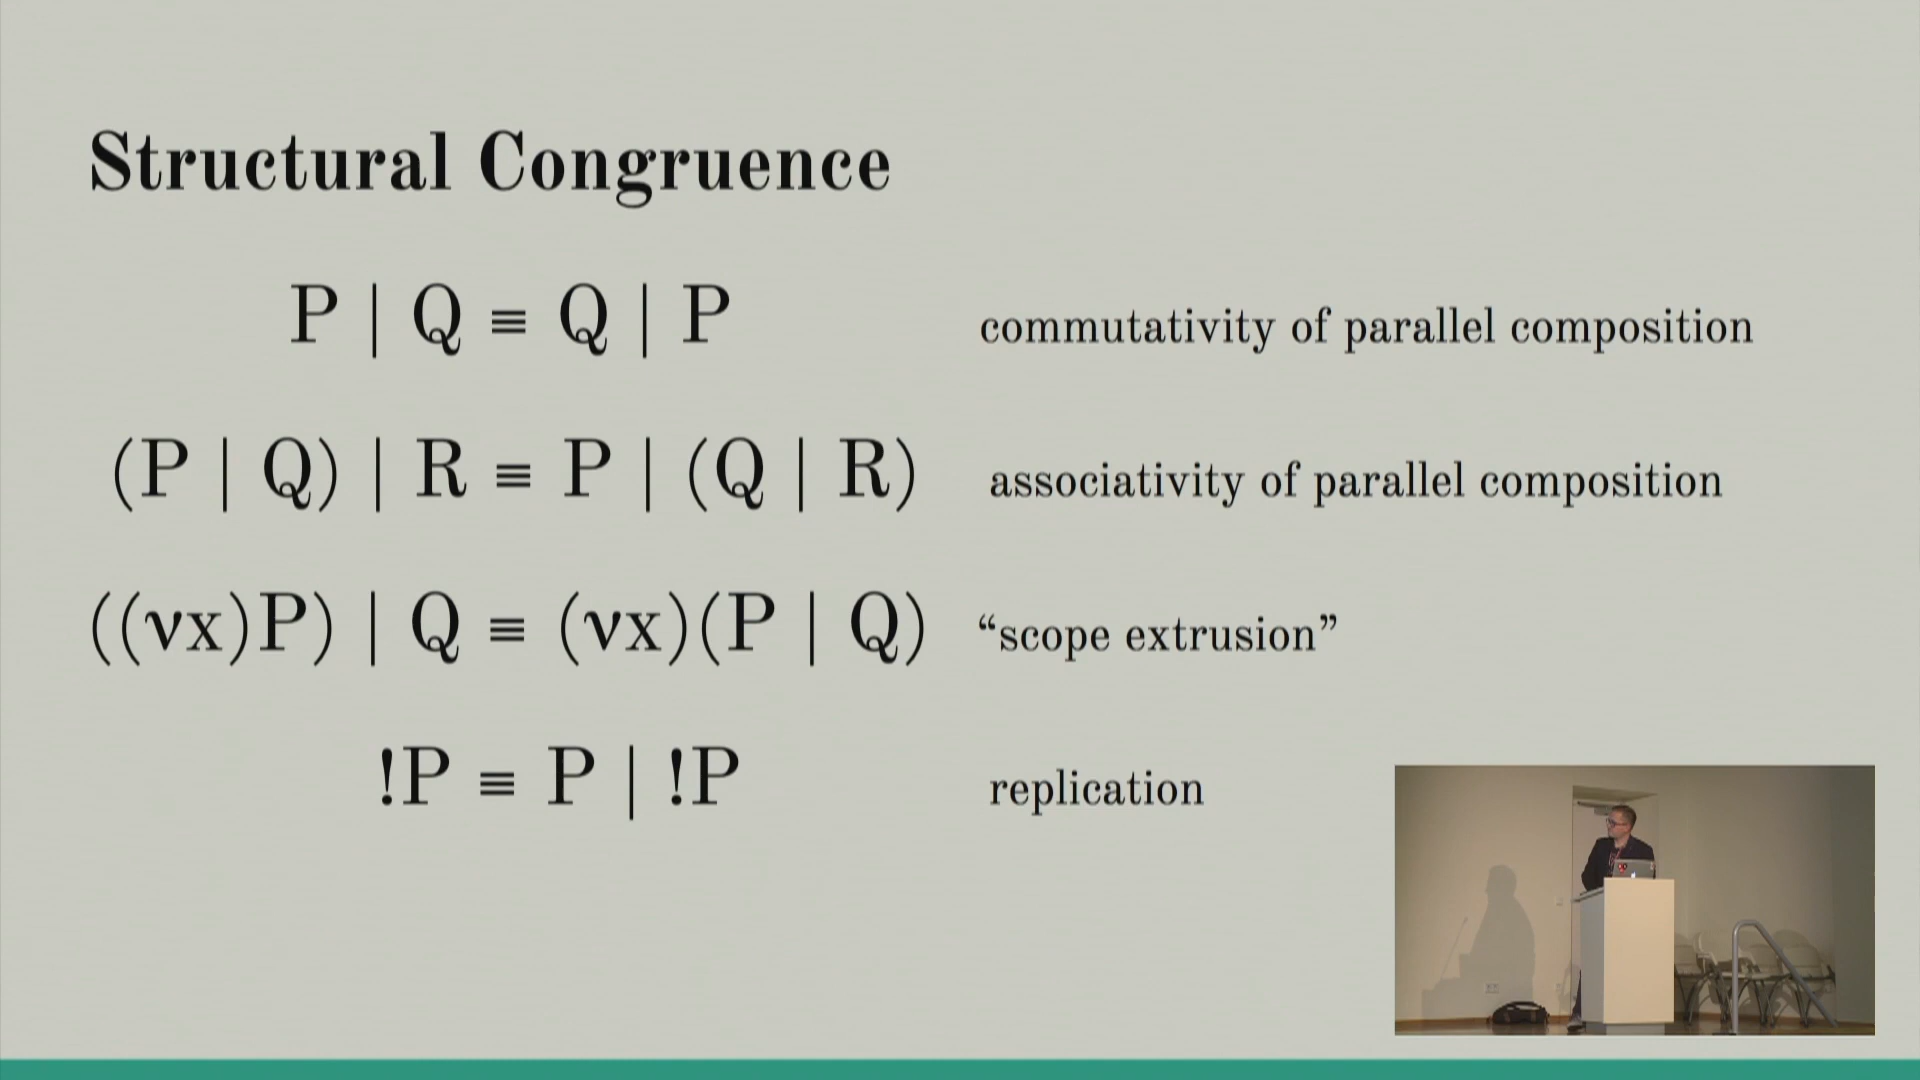 Structural Congruence
P | Q ≡ Q | P commutativity of parallel composition
(P | Q) | R ≡ P | (Q | R) associativity of parallel composition
((νx)P) | Q ≡ (νx)(P | Q) “scope extrusion”
!P ≡ P | !P replication